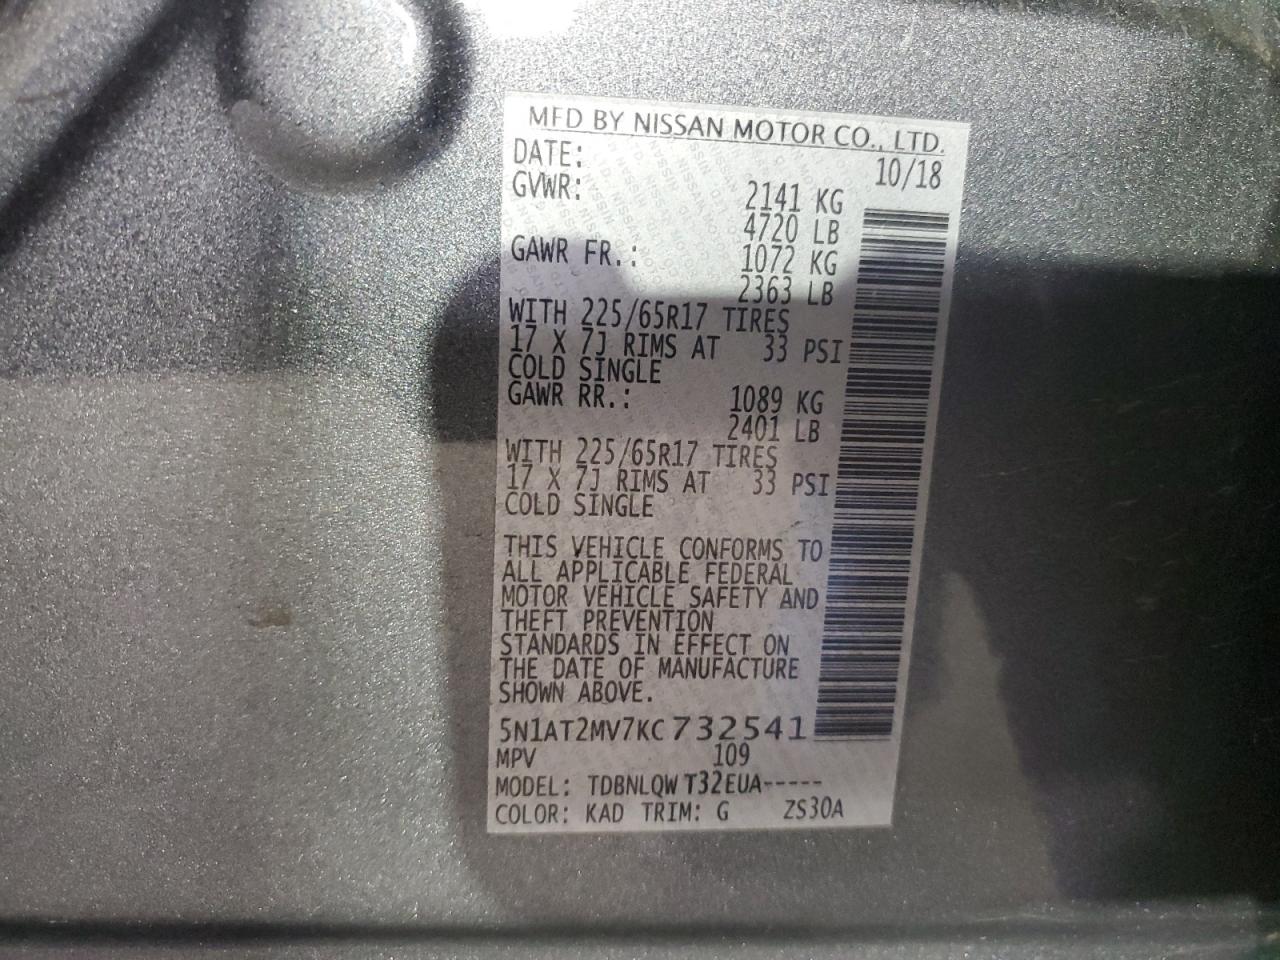 MFD BY NISSAN MOTOR CO., LTD.
DATE: 10/18
GVWR: 2141 KG
4720 LB
GAWR FR.: 1072 KG
2363 LB
WITH 225/65R17 TIRES
17 X 7J RIMS AT 33 PSI
COLD SINGLE
GAWR RR.: 1089 KG
2401 LB
WITH 225/65R17 TIRES
17 X 7J RIMS AT 33 PSI
COLD SINGLE
THIS VEHICLE CONFORMS TO
ALL APPLICABLE FEDERAL
MOTOR VEHICLE SAFETY AND
THEFT PREVENTION
STANDARDS IN EFFECT ON
THE DATE OF MANUFACTURE
SHOWN ABOVE.
5N1AT2MV7KC732541
MPV 109
MODEL: TDBNLQW T32EUA-----
COLOR: KAD TRIM: G ZS30A